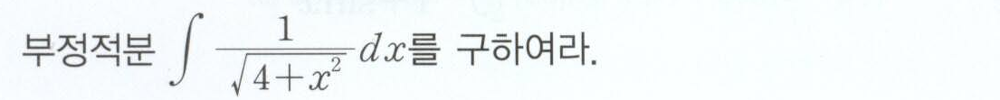 부정적분 ∫ 1/√(4+x²) dx를 구하여라.